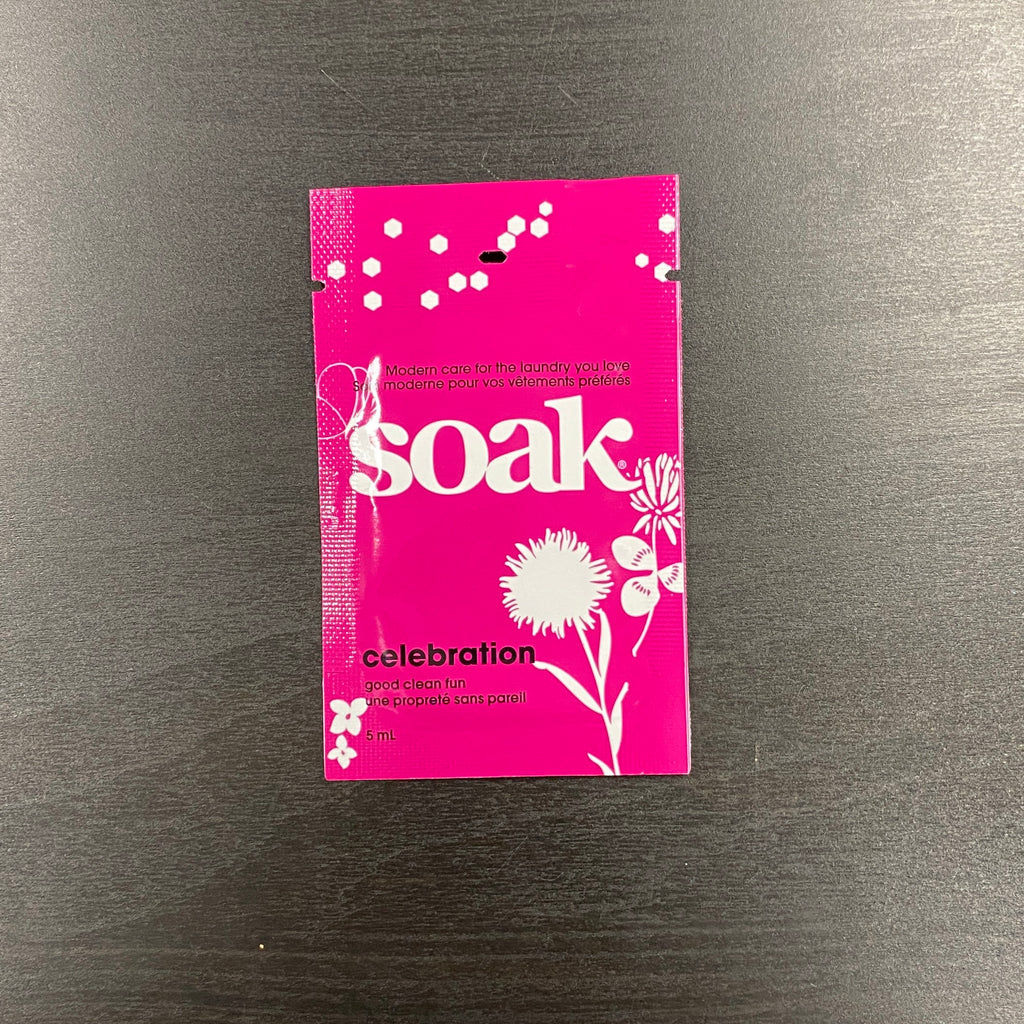 Modern care for the laundry you love
moderne pour vos vêtements préférés
soak®
celebration
good clean fun
une propreté sans pareil
5 mL